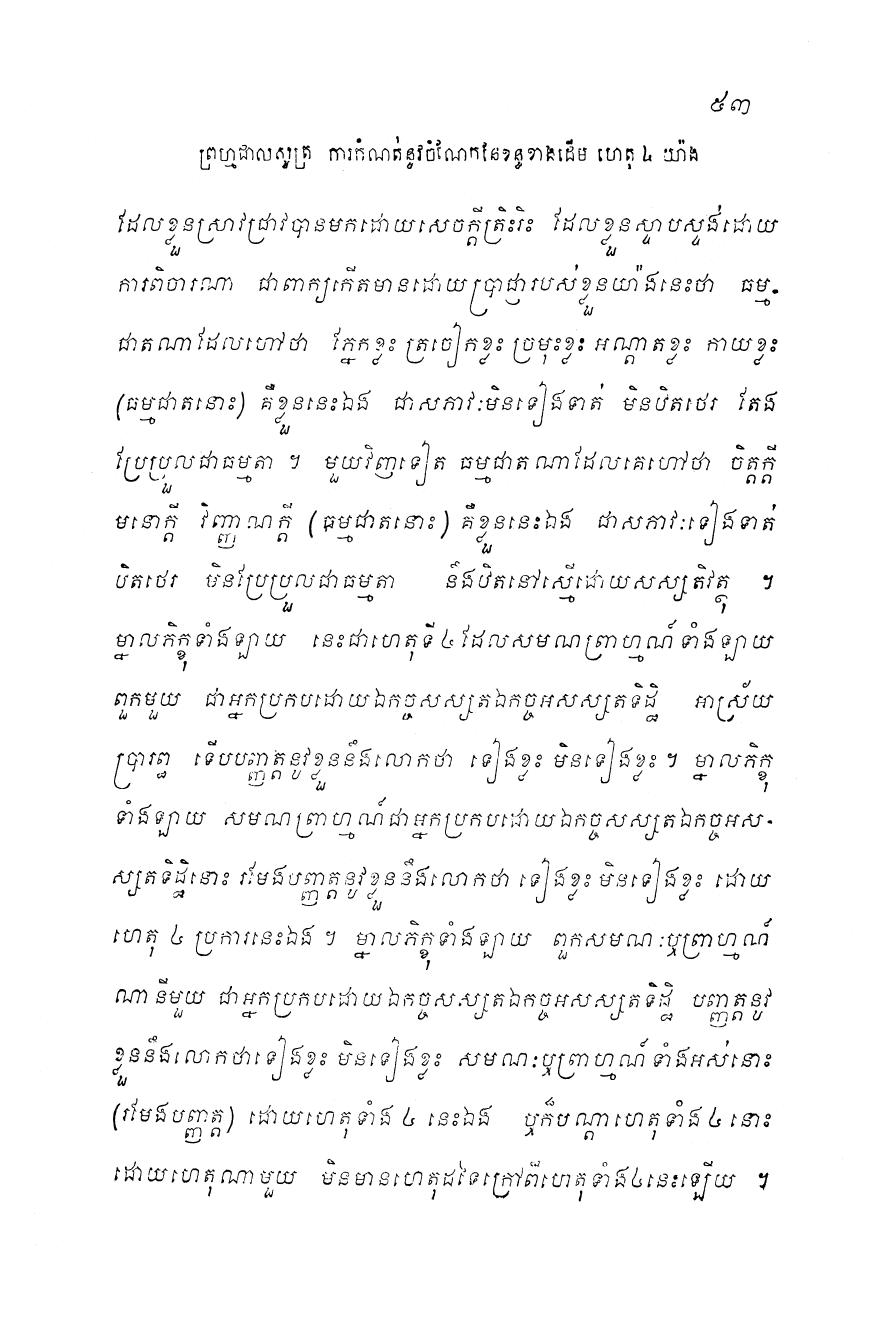 ៥៣
ព្រហ្មជាលសូត្រ ការកំណត់នូវចំណែកនៃខន្ធខាងដើម ហេតុ ៤ យ៉ាង
ដែលខ្លួនស្រាវជ្រាវបានមកដោយសេចក្តីត្រិះរិះ ដែលខ្លួនស្ទាបស្ទង់ដោយ
ការពិចារណា ជាពាក្យកើតមានដោយប្រាជ្ញារបស់ខ្លួនយ៉ាងនេះថា ធម្ម-
ជាតណាដែលហៅថា ភ្នែកខ្លះ ត្រចៀកខ្លះ ច្រមុះខ្លះ អណ្តាតខ្លះ កាយខ្លះ
(ធម្មជាតនោះ) គឺខ្លួននេះឯង ជាសភាវៈមិនទៀងទាត់ មិនឋិតថេរ តែង
ប្រែប្រួលជាធម្មតា ។ មួយវិញទៀត ធម្មជាតណាដែលគេហៅថា ចិត្តក្តី
មនោក្តី វិញ្ញាណក្តី (ធម្មជាតនោះ) គឺខ្លួននេះឯង ជាសភាវៈទៀងទាត់
ឋិតថេរ មិនប្រែប្រួលជាធម្មតា នឹងឋិតនៅស្មើដោយសស្សតិវត្ថុ ។
ម្នាលភិក្ខុទាំងឡាយ នេះជាហេតុទី ៤ ដែលសមណព្រាហ្មណ៍ទាំងឡាយ
ពួកមួយ ជាអ្នកប្រកបដោយឯកច្ចសស្សតឯកច្ចអសស្សតទិដ្ឋិ អាស្រ័យ
ប្រារព្ធ ទើបបញ្ញត្តនូវខ្លួននឹងលោកថា ទៀងខ្លះ មិនទៀងខ្លះ ។ ម្នាលភិក្ខុ
ទាំងឡាយ សមណព្រាហ្មណ៍ជាអ្នកប្រកបដោយឯកច្ចសស្សតឯកច្ចអស-
ស្សតទិដ្ឋិនោះ រមែងបញ្ញត្តនូវខ្លួននឹងលោកថា ទៀងខ្លះ មិនទៀងខ្លះ ដោយ
ហេតុ ៤ ប្រការនេះឯង ។ ម្នាលភិក្ខុទាំងឡាយ ពួកសមណៈឬព្រាហ្មណ៍
ណានីមួយ ជាអ្នកប្រកបដោយឯកច្ចសស្សតឯកច្ចអសស្សតទិដ្ឋិ បញ្ញត្តនូវ
ខ្លួននឹងលោកថាទៀងខ្លះ មិនទៀងខ្លះ សមណៈឬព្រាហ្មណ៍ទាំងអស់នោះ
(រមែងបញ្ញត្ត) ដោយហេតុទាំង ៤ នេះឯង ឬក៏បណ្តាហេតុទាំង ៤ នោះ
ដោយហេតុណាមួយ មិនមានហេតុដទៃក្រៅពីហេតុទាំង៤នេះឡើយ ។